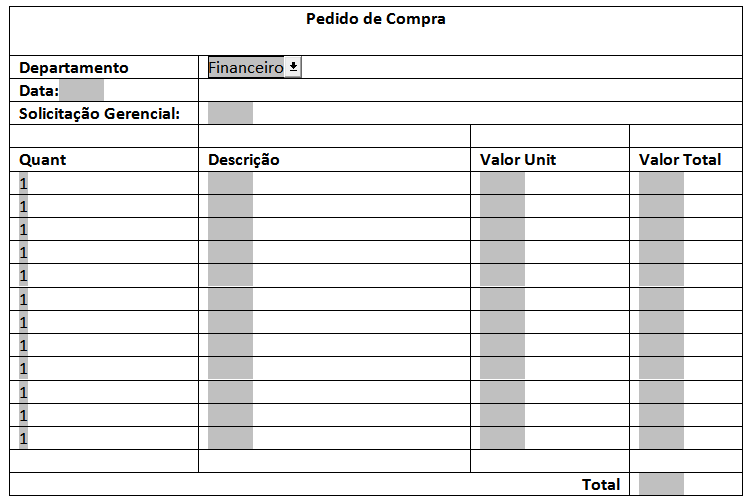 Pedido de Compra
Departamento Financeiro
Data:
Solicitação Gerencial:
Quant Descrição Valor Unit Valor Total
1
1
1
1
1
1
1
1
1
1
1
1
Total